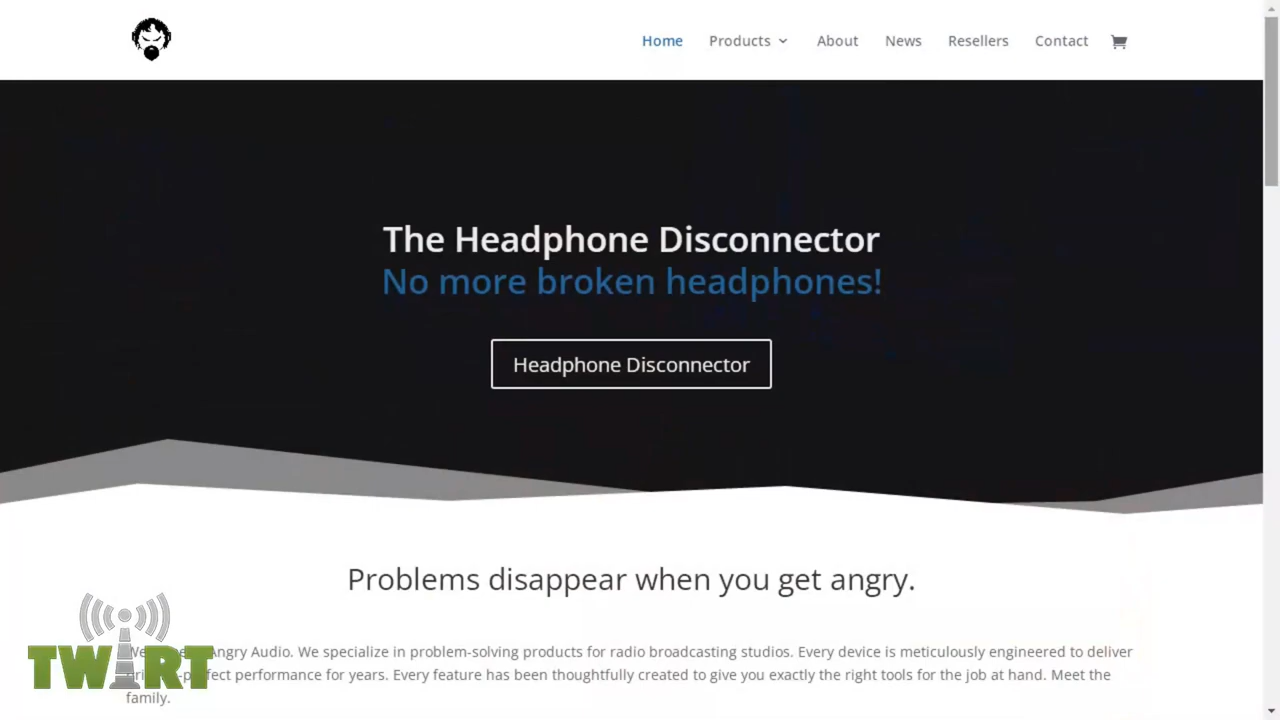 Home Products About News Resellers Contact
The Headphone Disconnector
No more broken headphones!
Headphone Disconnector
Problems disappear when you get angry.
Angry Audio. We specialize in problem-solving products for radio broadcasting studios. Every device is meticulously engineered to deliver
performance for years. Every feature has been thoughtfully created to give you exactly the right tools for the job at hand. Meet the
family.
TWIRT